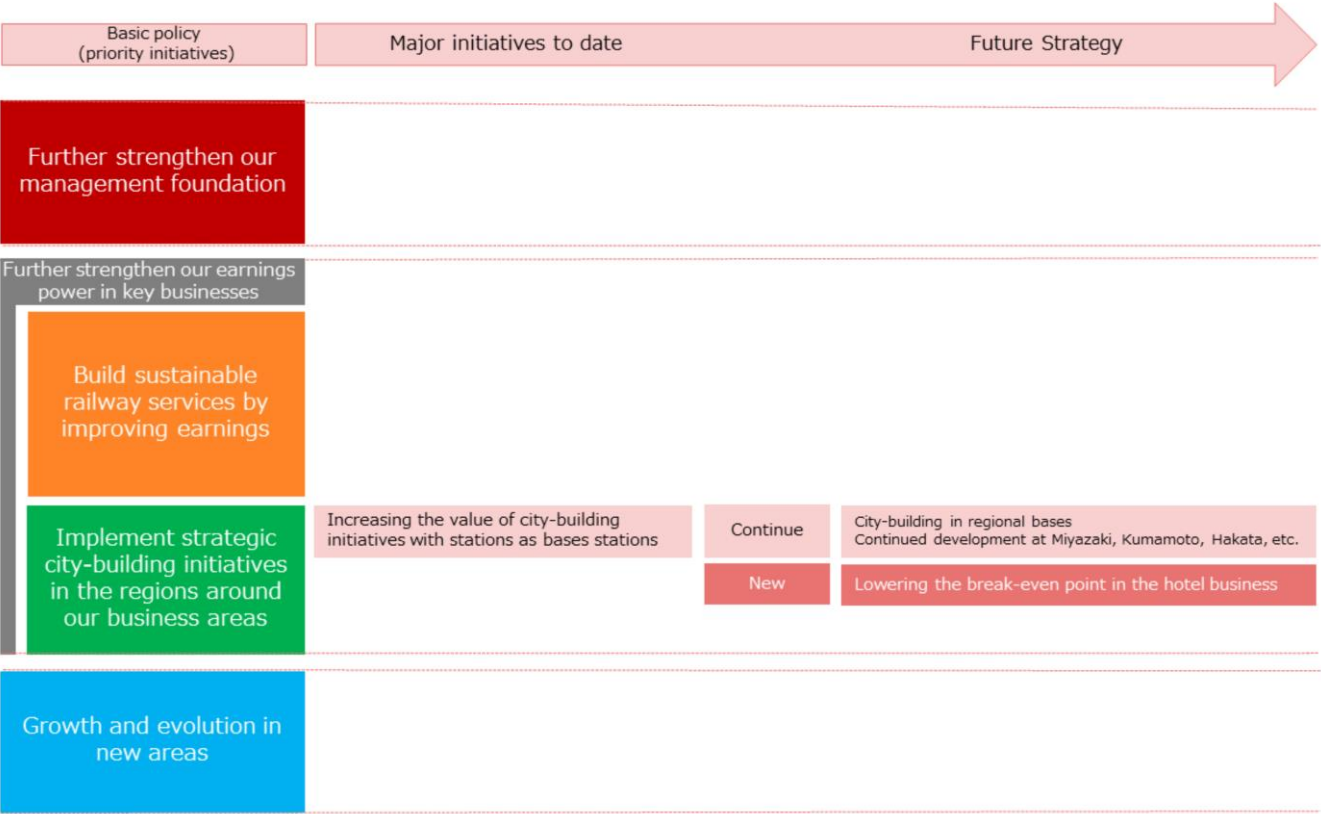 Basic policy
(priority initiatives)
Major initiatives to date
Future Strategy
Further strengthen our
management foundation
Further strengthen our earnings
power in key businesses
Build sustainable
railway services by
improving earnings
Implement strategic
city-building initiatives
in the regions around
our business areas
Increasing the value of city-building
initiatives with stations as bases stations
Continue
City-building in regional bases
Continued development at Miyazaki, Kumamoto, Hakata, etc.
New
Lowering the break-even point in the hotel business
Growth and evolution in
new areas